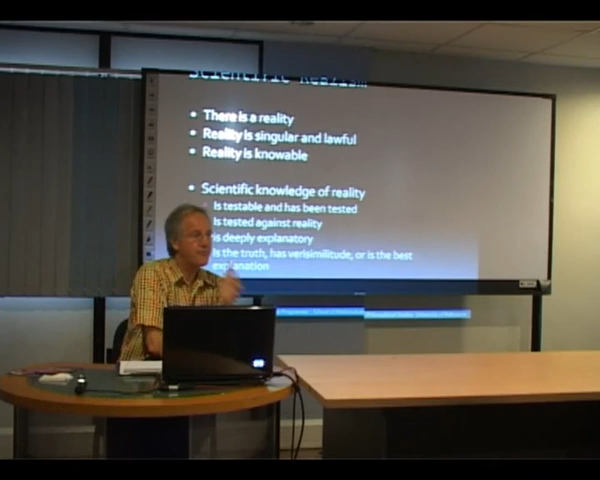 Scientific Realism
• There is a reality
• Reality is singular and lawful
• Reality is knowable
• Scientific knowledge of reality
Is testable and has been tested
Is tested against reality
is deeply explanatory
Is the truth, has verisimilitude, or is the best
explanation